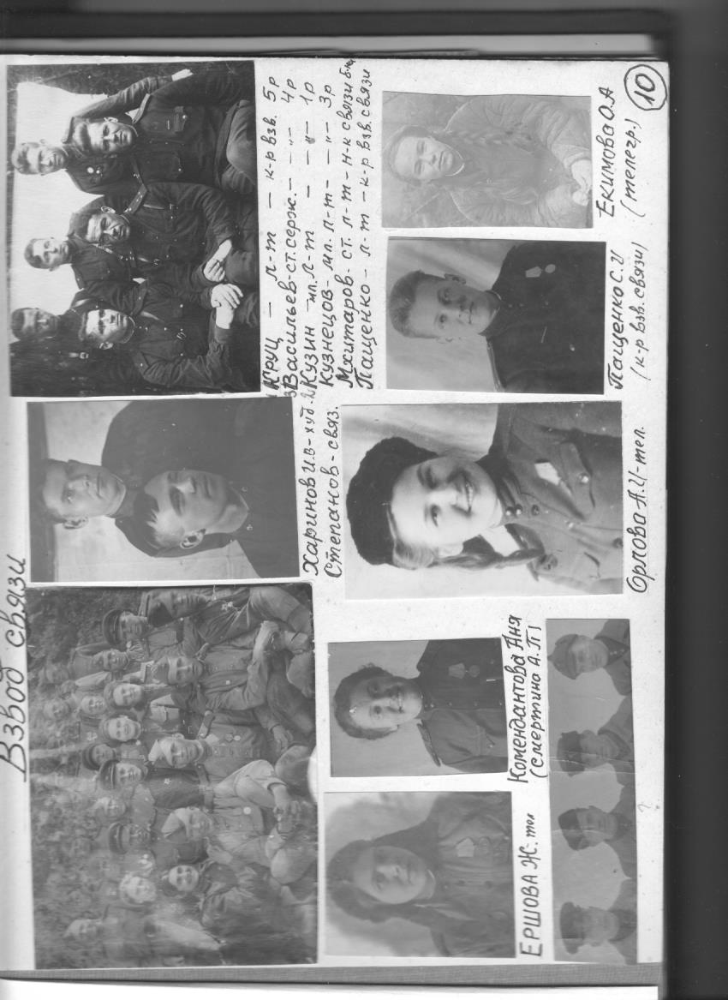 Взвод связи
10
Круц - л-т - к-р взв. 5р
Васильев - ст. серж. - -"- 4р
Кузин - мл. л-т - -"- 1р
Кузнецов - мл. л-т - -"- 3р
Мхитаров - ст. л-т - н-к связи
Пащенко - л-т - к-р взв. связи
Харинов И.В - худ.
Степанов - связ.
Екимова О.А
(телегр.)
Пащенко С.И
(к-р взв. связи)
Орлова А.И - тел.
Комендантова Аня
(Смертина А.П)
ЕРШОВА Ж. тел
?